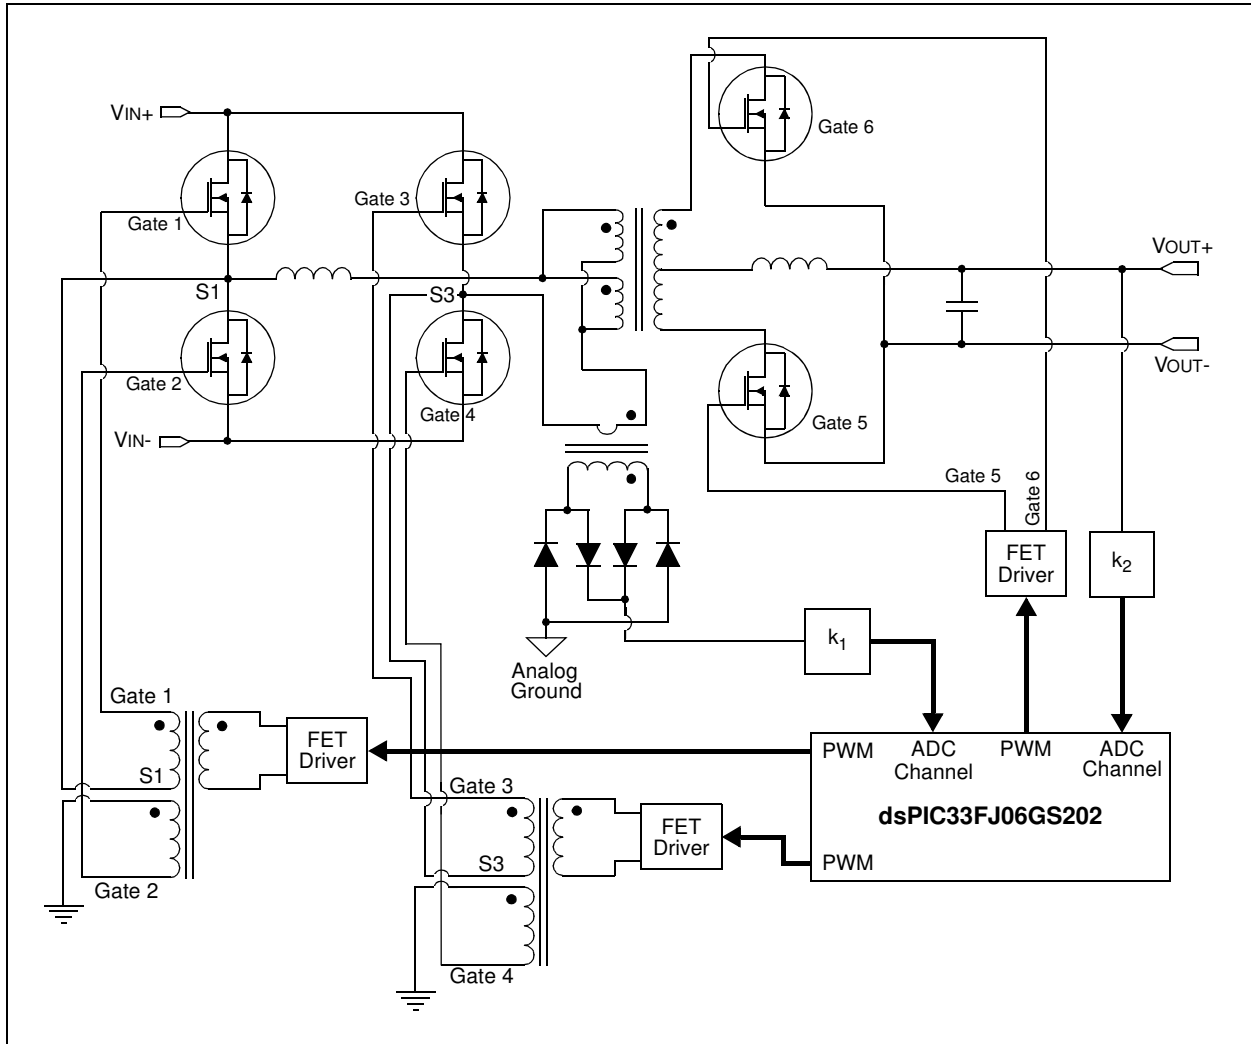 VIN+
Gate 6
Gate 3
Gate 1
VOUT+
S1
S3
VOUT-
Gate 2
Gate 4
Gate 5
VIN-
Gate 5
Gate 6
FET
Driver
k2
k1
Analog
Ground
Gate 1
FET
Driver
S1
PWM
ADC
Channel
PWM
ADC
Channel
Gate 3
dsPIC33FJ06GS202
FET
Driver
S3
PWM
Gate 2
Gate 4